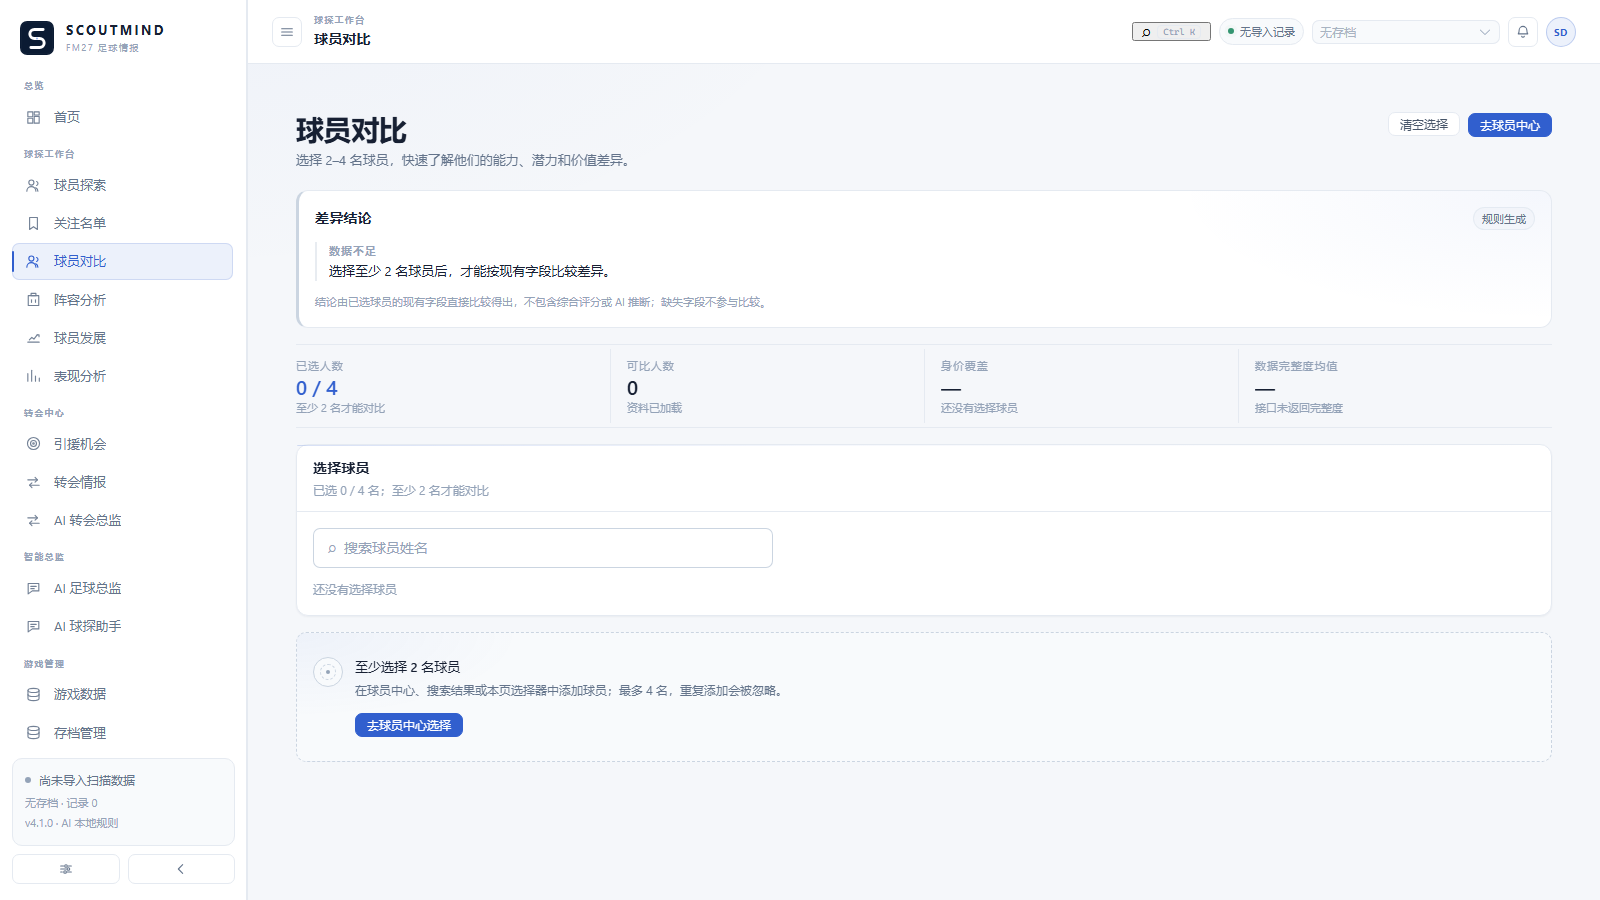 SCOUTMIND
FM27 足球情报
总览
首页
球探工作台
球员探索
关注名单
球员对比
阵容分析
球员发展
表现分析
转会中心
引援机会
转会情报
AI 转会总监
智能总监
AI 足球总监
AI 球探助手
游戏管理
游戏数据
存档管理
尚未导入扫描数据
无存档 · 记录 0
v4.1.0 · AI 本地规则
球探工作台
球员对比
Ctrl K
无导入记录
无存档
SD
球员对比
选择 2–4 名球员，快速了解他们的能力、潜力和价值差异。
清空选择
去球员中心
差异结论
规则生成
数据不足
选择至少 2 名球员后，才能按现有字段比较差异。
结论由已选球员的现有字段直接比较得出，不包含综合评分或 AI 推断；缺失字段不参与比较。
已选人数
0 / 4
至少 2 名才能对比
可比人数
0
资料已加载
身价覆盖
—
还没有选择球员
数据完整度均值
—
接口未返回完整度
选择球员
已选 0 / 4 名；至少 2 名才能对比
搜索球员姓名
还没有选择球员
至少选择 2 名球员
在球员中心、搜索结果或本页选择器中添加球员；最多 4 名，重复添加会被忽略。
去球员中心选择